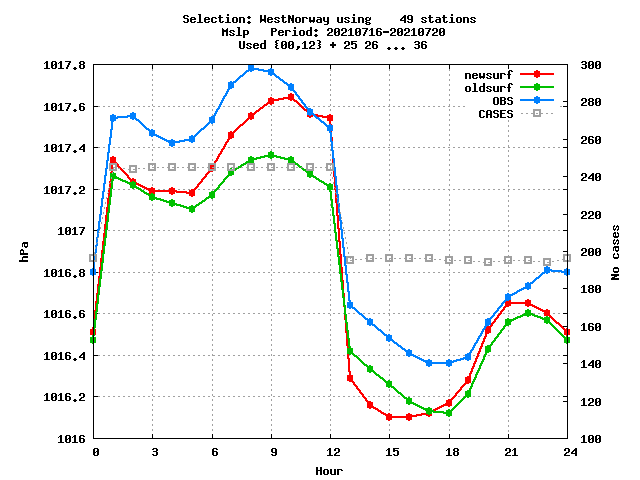 Selection: WestNorway using    49 stations
Mslp   Period: 20210716-20210720
Used {00,12} + 25 26 ... 36
newsurf
oldsurf
OBS
CASES
hPa
1017.8
1017.6
1017.4
1017.2
1017
1016.8
1016.6
1016.4
1016.2
1016
300
280
260
240
220
200
180
160
140
120
100
No cases
0 3 6 9 12 15 18 21 24
Hour